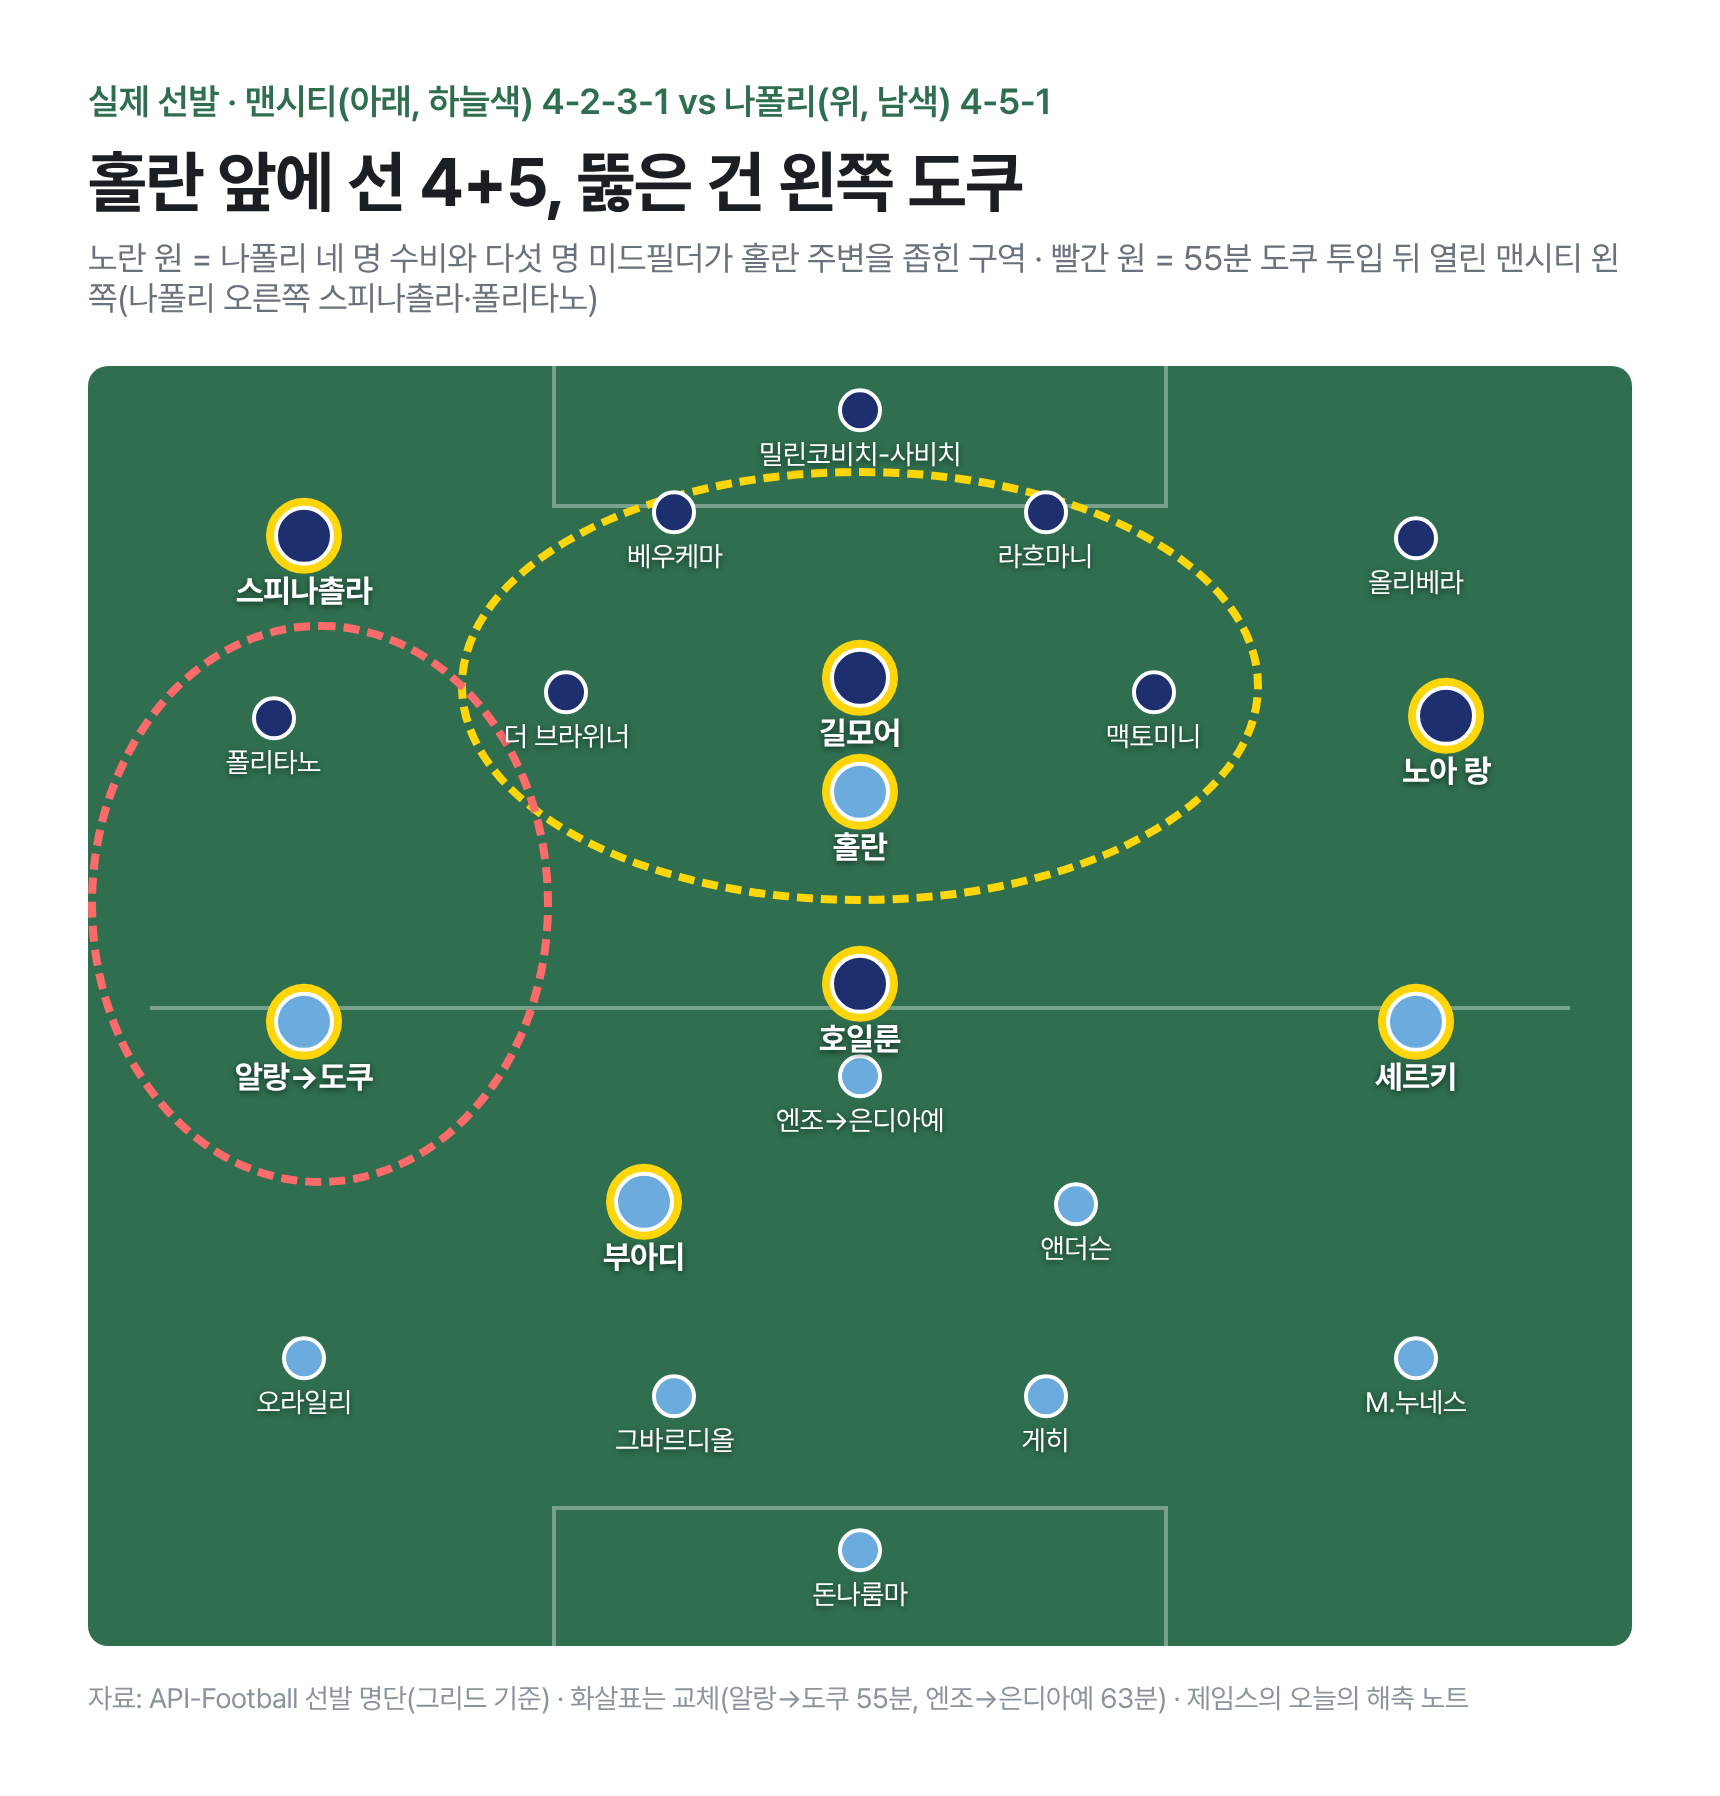 실제 선발 · 맨시티(아래, 하늘색) 4-2-3-1 vs 나폴리(위, 남색) 4-5-1
홀란 앞에 선 4+5, 뚫은 건 왼쪽 도쿠
노란 원 = 나폴리 네 명 수비와 다섯 명 미드필더가 홀란 주변을 좁힌 구역 · 빨간 원 = 55분 도쿠 투입 뒤 열린 맨시티 왼
쪽(나폴리 오른쪽 스피나촐라·폴리타노)
밀린코비치-사비치
베우케마
라흐마니
올리베라
스피나촐라
길모어
더 브라위너
맥토미니
폴리타노
노아 랑
홀란
호일룬
알랑→도쿠
셰르키
엔조→은디아예
부아디
앤더슨
오라일리
M.누네스
그바르디올
게히
돈나룸마
자료: API-Football 선발 명단(그리드 기준) · 화살표는 교체(알랑→도쿠 55분, 엔조→은디아예 63분) · 제임스의 오늘의 해축 노트